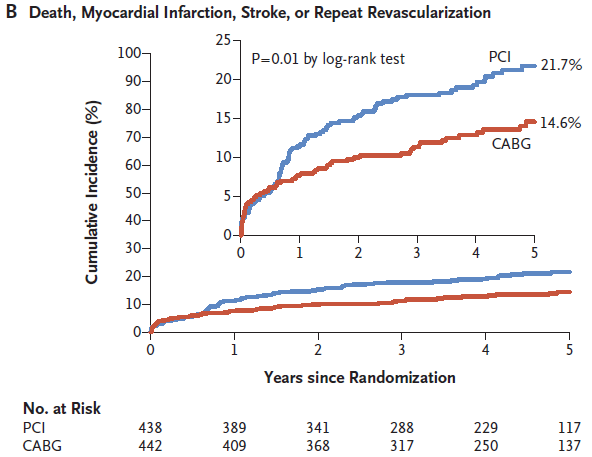 B Death, Myocardial Infarction, Stroke, or Repeat Revascularization
Cumulative Incidence (%)
100
90
80
70
60
50
40
30
20
10
0
25
20
15
10
5
0
P=0.01 by log-rank test
PCI
21.7%
14.6%
CABG
0 1 2 3 4 5
0 1 2 3 4 5
Years since Randomization
No. at Risk
PCI 438 389 341 288 229 117
CABG 442 409 368 317 250 137